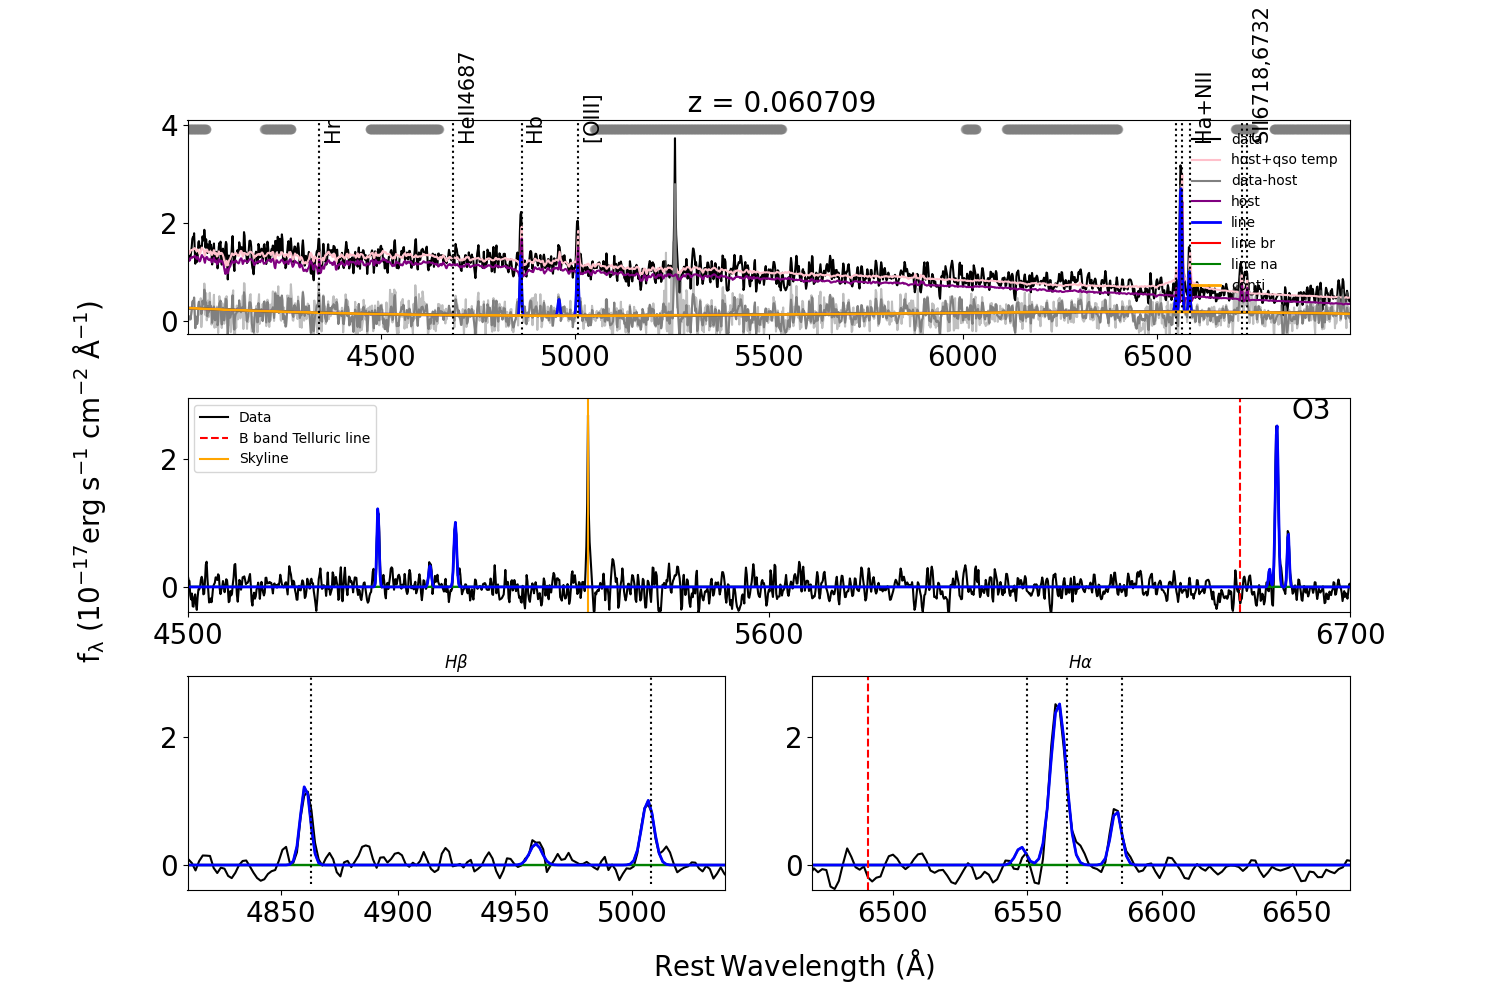 z = 0.060709
Hr
HeII4687
Hb
[OIII]
Ha+NII
SII6718,6732
data
host+qso temp
data-host
host
line
line br
line na
conti
4
2
0
4500
5000
5500
6000
6500
Data
B band Telluric line
Skyline
O3
2
0
4500
5600
6700
fλ (10⁻¹⁷erg s⁻¹ cm⁻² Å⁻¹)
Hβ
2
0
4850
4900
4950
5000
Hα
2
0
6500
6550
6600
6650
Rest Wavelength (Å)